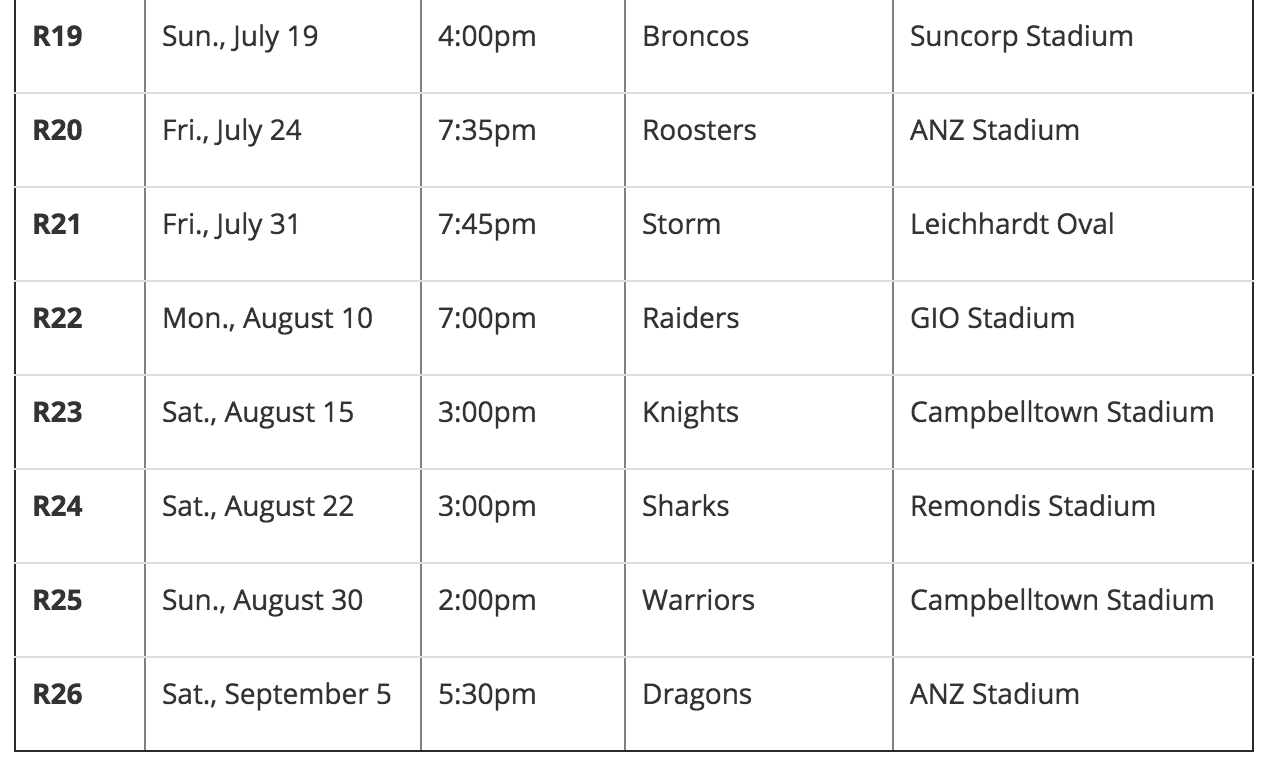 R19 Sun., July 19 4:00pm Broncos Suncorp Stadium
R20 Fri., July 24 7:35pm Roosters ANZ Stadium
R21 Fri., July 31 7:45pm Storm Leichhardt Oval
R22 Mon., August 10 7:00pm Raiders GIO Stadium
R23 Sat., August 15 3:00pm Knights Campbelltown Stadium
R24 Sat., August 22 3:00pm Sharks Remondis Stadium
R25 Sun., August 30 2:00pm Warriors Campbelltown Stadium
R26 Sat., September 5 5:30pm Dragons ANZ Stadium